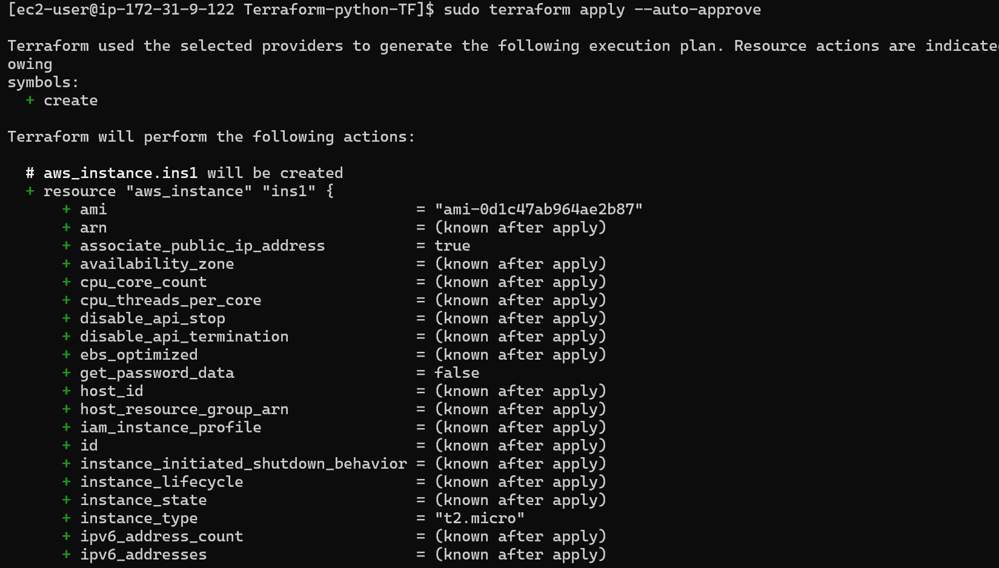 [ec2-user@ip-172-31-9-122 Terraform-python-TF]$ sudo terraform apply --auto-approve
Terraform used the selected providers to generate the following execution plan. Resource actions are indicate
owing
symbols:
  + create
Terraform will perform the following actions:
  # aws_instance.ins1 will be created
  + resource "aws_instance" "ins1" {
      + ami                                  = "ami-0d1c47ab964ae2b87"
      + arn                                  = (known after apply)
      + associate_public_ip_address          = true
      + availability_zone                    = (known after apply)
      + cpu_core_count                       = (known after apply)
      + cpu_threads_per_core                 = (known after apply)
      + disable_api_stop                     = (known after apply)
      + disable_api_termination              = (known after apply)
      + ebs_optimized                        = (known after apply)
      + get_password_data                    = false
      + host_id                              = (known after apply)
      + host_resource_group_arn              = (known after apply)
      + iam_instance_profile                 = (known after apply)
      + id                                   = (known after apply)
      + instance_initiated_shutdown_behavior = (known after apply)
      + instance_lifecycle                   = (known after apply)
      + instance_state                       = (known after apply)
      + instance_type                        = "t2.micro"
      + ipv6_address_count                   = (known after apply)
      + ipv6_addresses                       = (known after apply)